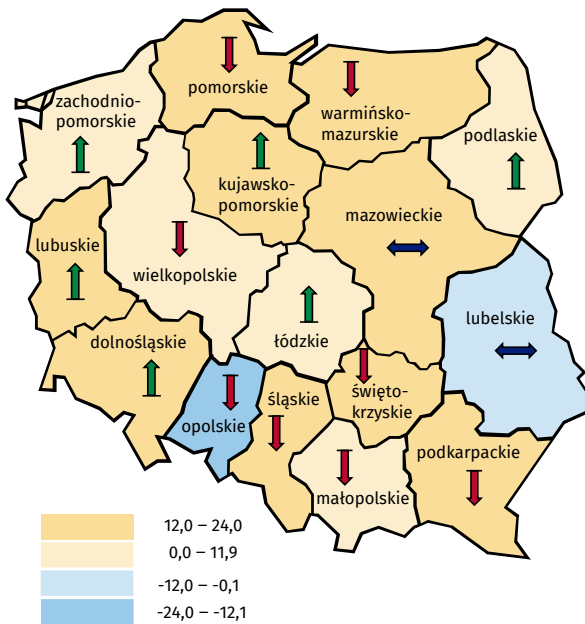 pomorskie
zachodnio-
pomorskie
warmińsko-
mazurskie
podlaskie
kujawsko-
pomorskie
mazowieckie
lubuskie
wielkopolskie
lubelskie
dolnośląskie
łódzkie
opolskie
śląskie
święto-
krzyskie
podkarpackie
małopolskie
12,0 – 24,0
0,0 – 11,9
-12,0 – -0,1
-24,0 – -12,1